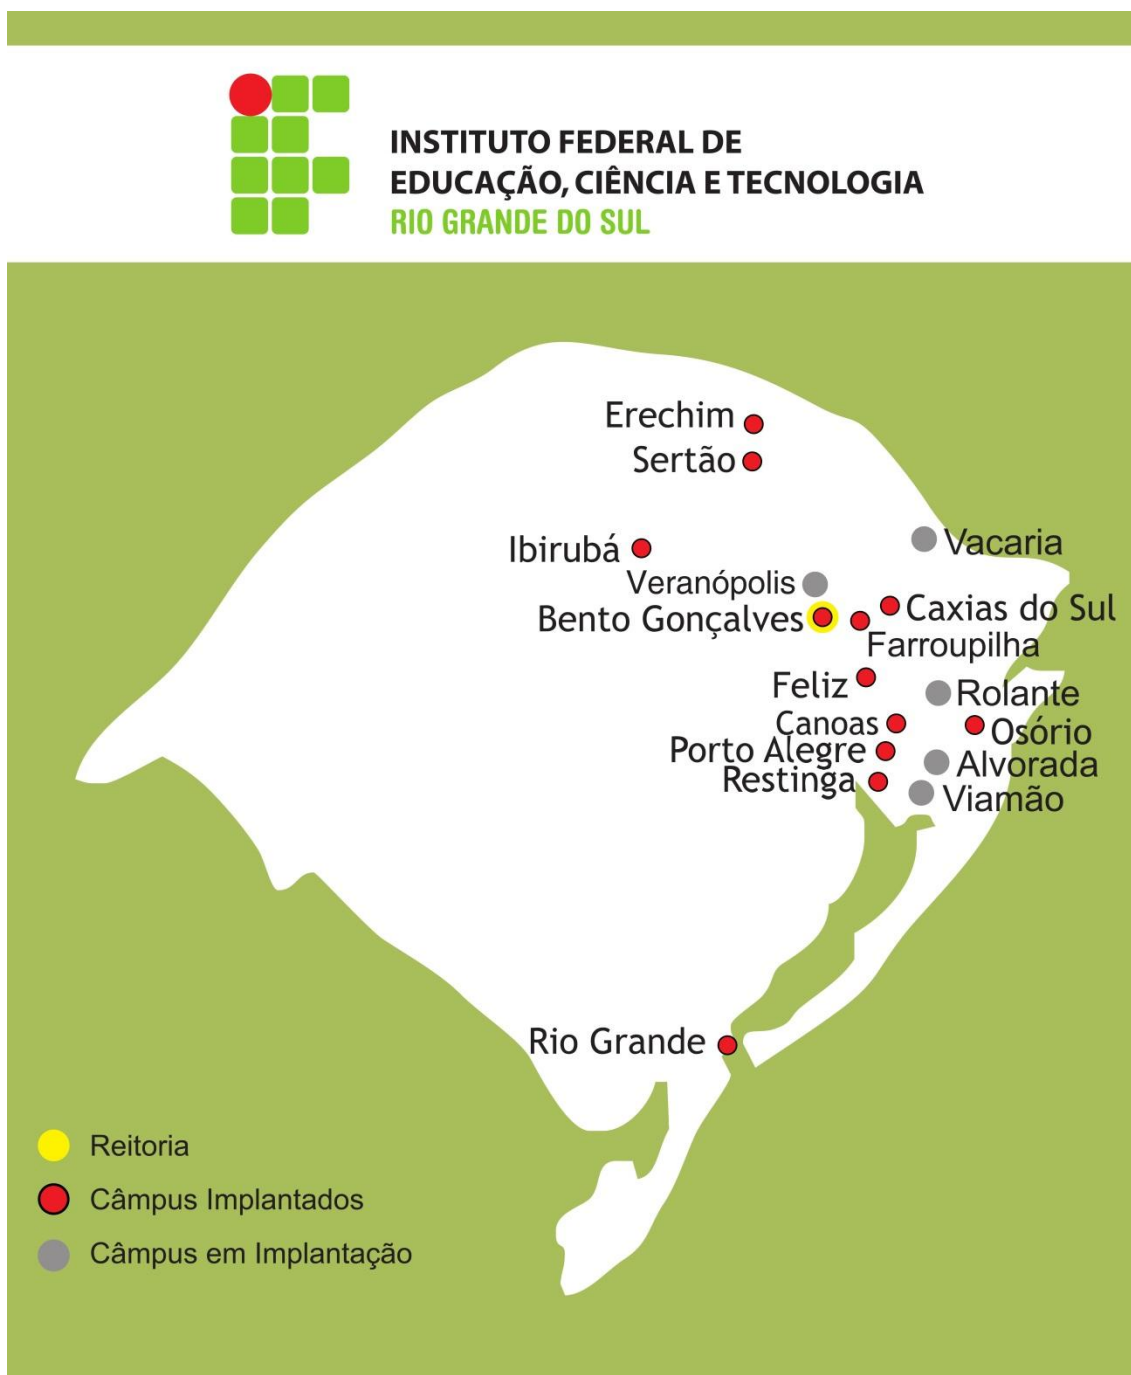 INSTITUTO FEDERAL DE
EDUCAÇÃO, CIÊNCIA E TECNOLOGIA
RIO GRANDE DO SUL
Erechim
Sertão
Ibirubá
Vacaria
Veranópolis
Bento Gonçalves
Caxias do Sul
Farroupilha
Feliz
Rolante
Canoas
Osório
Porto Alegre
Alvorada
Restinga
Viamão
Rio Grande
Reitoria
Câmpus Implantados
Câmpus em Implantação